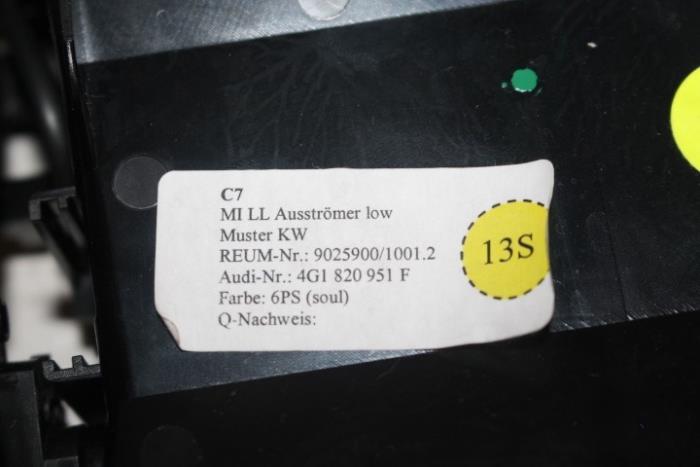 C7
MI LL Ausströmer low
Muster KW
REUM-Nr.: 9025900/1001.2
Audi-Nr.: 4G1 820 951 F
Farbe: 6PS (soul)
Q-Nachweis:
13S